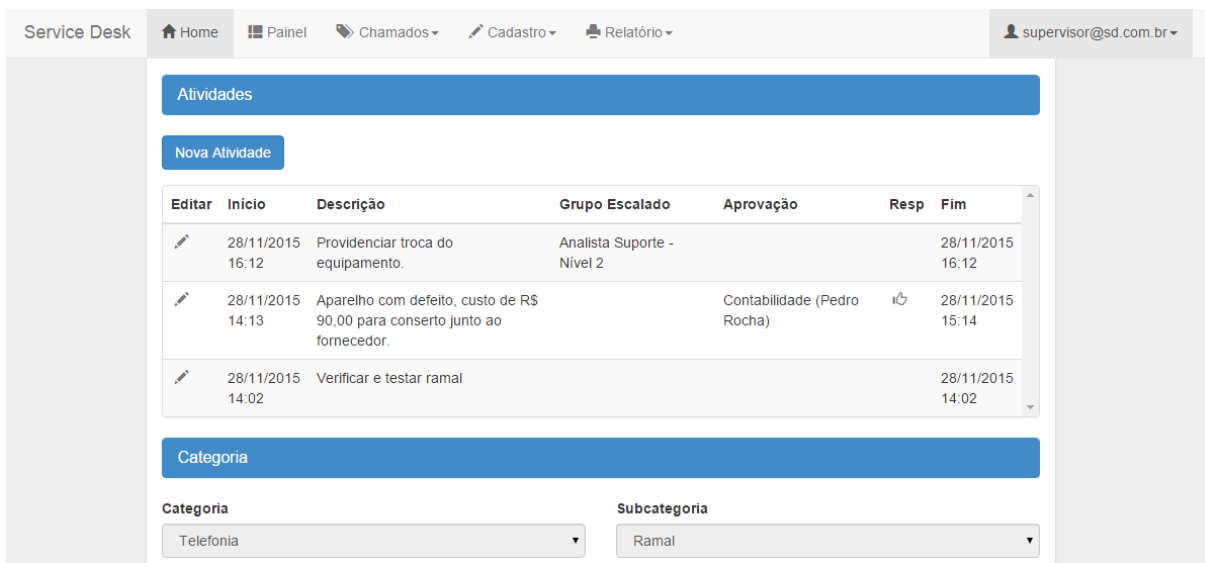 Service Desk Home Painel Chamados Cadastro Relatório supervisor@sd.com.br
Atividades
Nova Atividade
Editar Início Descrição Grupo Escalado Aprovação Resp Fim
28/11/2015 Providenciar troca do Analista Suporte - 28/11/2015
16:12 equipamento. Nível 2 16:12
28/11/2015 Aparelho com defeito, custo de R$ Contabilidade (Pedro 28/11/2015
14:13 90,00 para conserto junto ao Rocha) 15:14
fornecedor.
28/11/2015 Verificar e testar ramal 28/11/2015
14:02 14:02
Categoria
Categoria Subcategoria
Telefonia Ramal